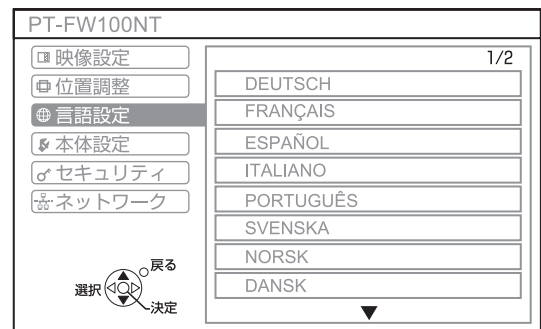 PT-FW100NT
映像設定
位置調整
言語設定
本体設定
セキュリティ
ネットワーク
戻る
選択
決定
1/2
DEUTSCH
FRANÇAIS
ESPAÑOL
ITALIANO
PORTUGUÊS
SVENSKA
NORSK
DANSK